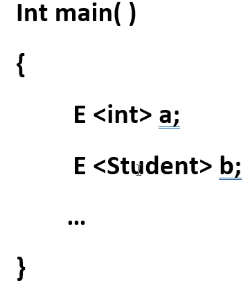 Int main( )
{
E <int> a;
E <Student> b;
...
}